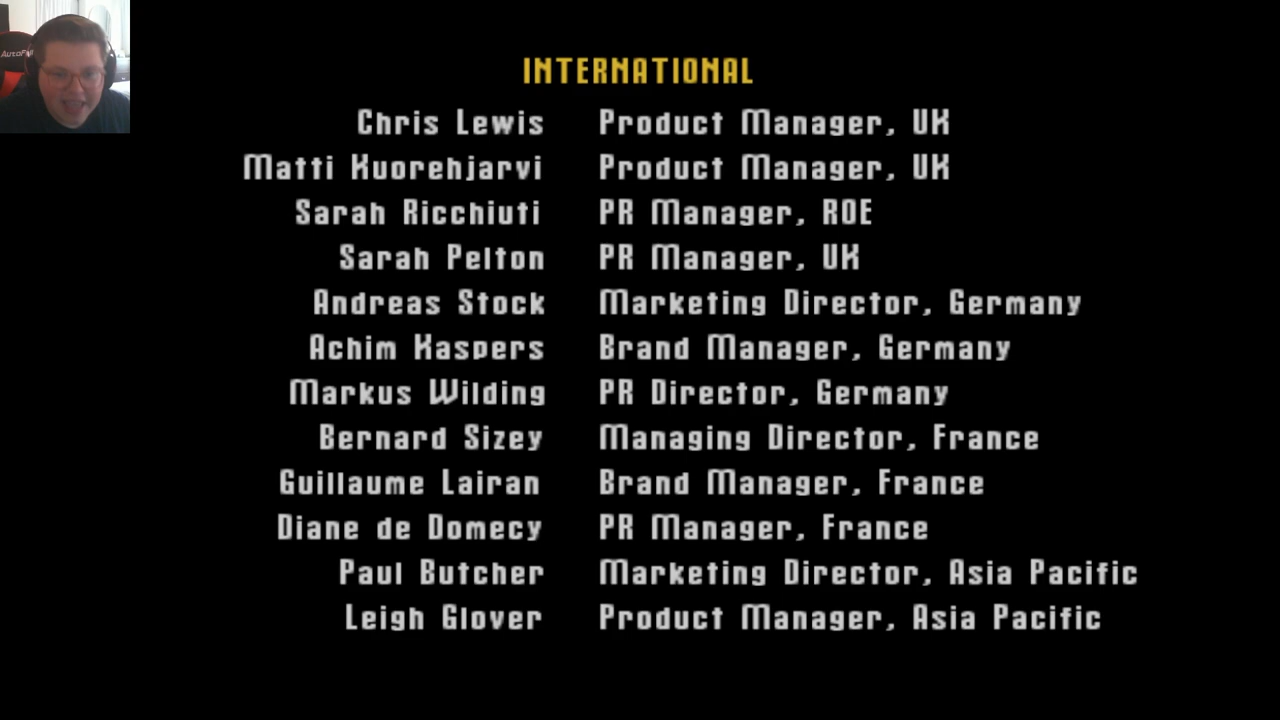 INTERNATIONAL
Chris Lewis Product Manager, UK
Matti Kuorehjarvi Product Manager, UK
Sarah Ricchiuti PR Manager, ROE
Sarah Pelton PR Manager, UK
Andreas Stock Marketing Director, Germany
Achim Kaspers Brand Manager, Germany
Markus Wilding PR Director, Germany
Bernard Sizey Managing Director, France
Guillaume Lairan Brand Manager, France
Diane de Domecy PR Manager, France
Paul Butcher Marketing Director, Asia Pacific
Leigh Glover Product Manager, Asia Pacific